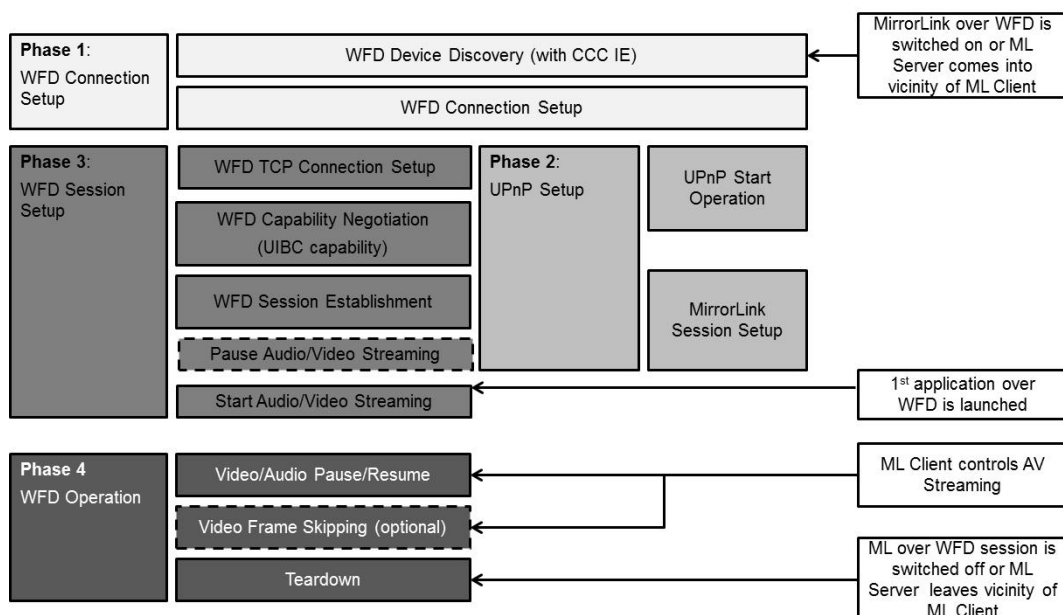 Phase 1:
WFD Connection
Setup
WFD Device Discovery (with CCC IE)
WFD Connection Setup
MirrorLink over WFD is
switched on or ML
Server comes into
vicinity of ML Client
Phase 3:
WFD Session
Setup
WFD TCP Connection Setup
WFD Capability Negotiation
(UIBC capability)
WFD Session Establishment
Pause Audio/Video Streaming
Start Audio/Video Streaming
Phase 2:
UPnP Setup
UPnP Start
Operation
MirrorLink
Session Setup
1st application over
WFD is launched
Phase 4
WFD Operation
Video/Audio Pause/Resume
Video Frame Skipping (optional)
Teardown
ML Client controls AV
Streaming
ML over WFD session is
switched off or ML
Server leaves vicinity of
ML Client